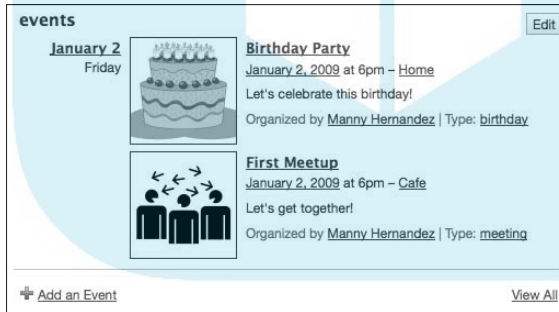 events
Edit
January 2
Friday
Birthday Party
January 2, 2009 at 6pm – Home
Let's celebrate this birthday!
Organized by Manny Hernandez | Type: birthday
First Meetup
January 2, 2009 at 6pm – Cafe
Let's get together!
Organized by Manny Hernandez | Type: meeting
Add an Event
View All